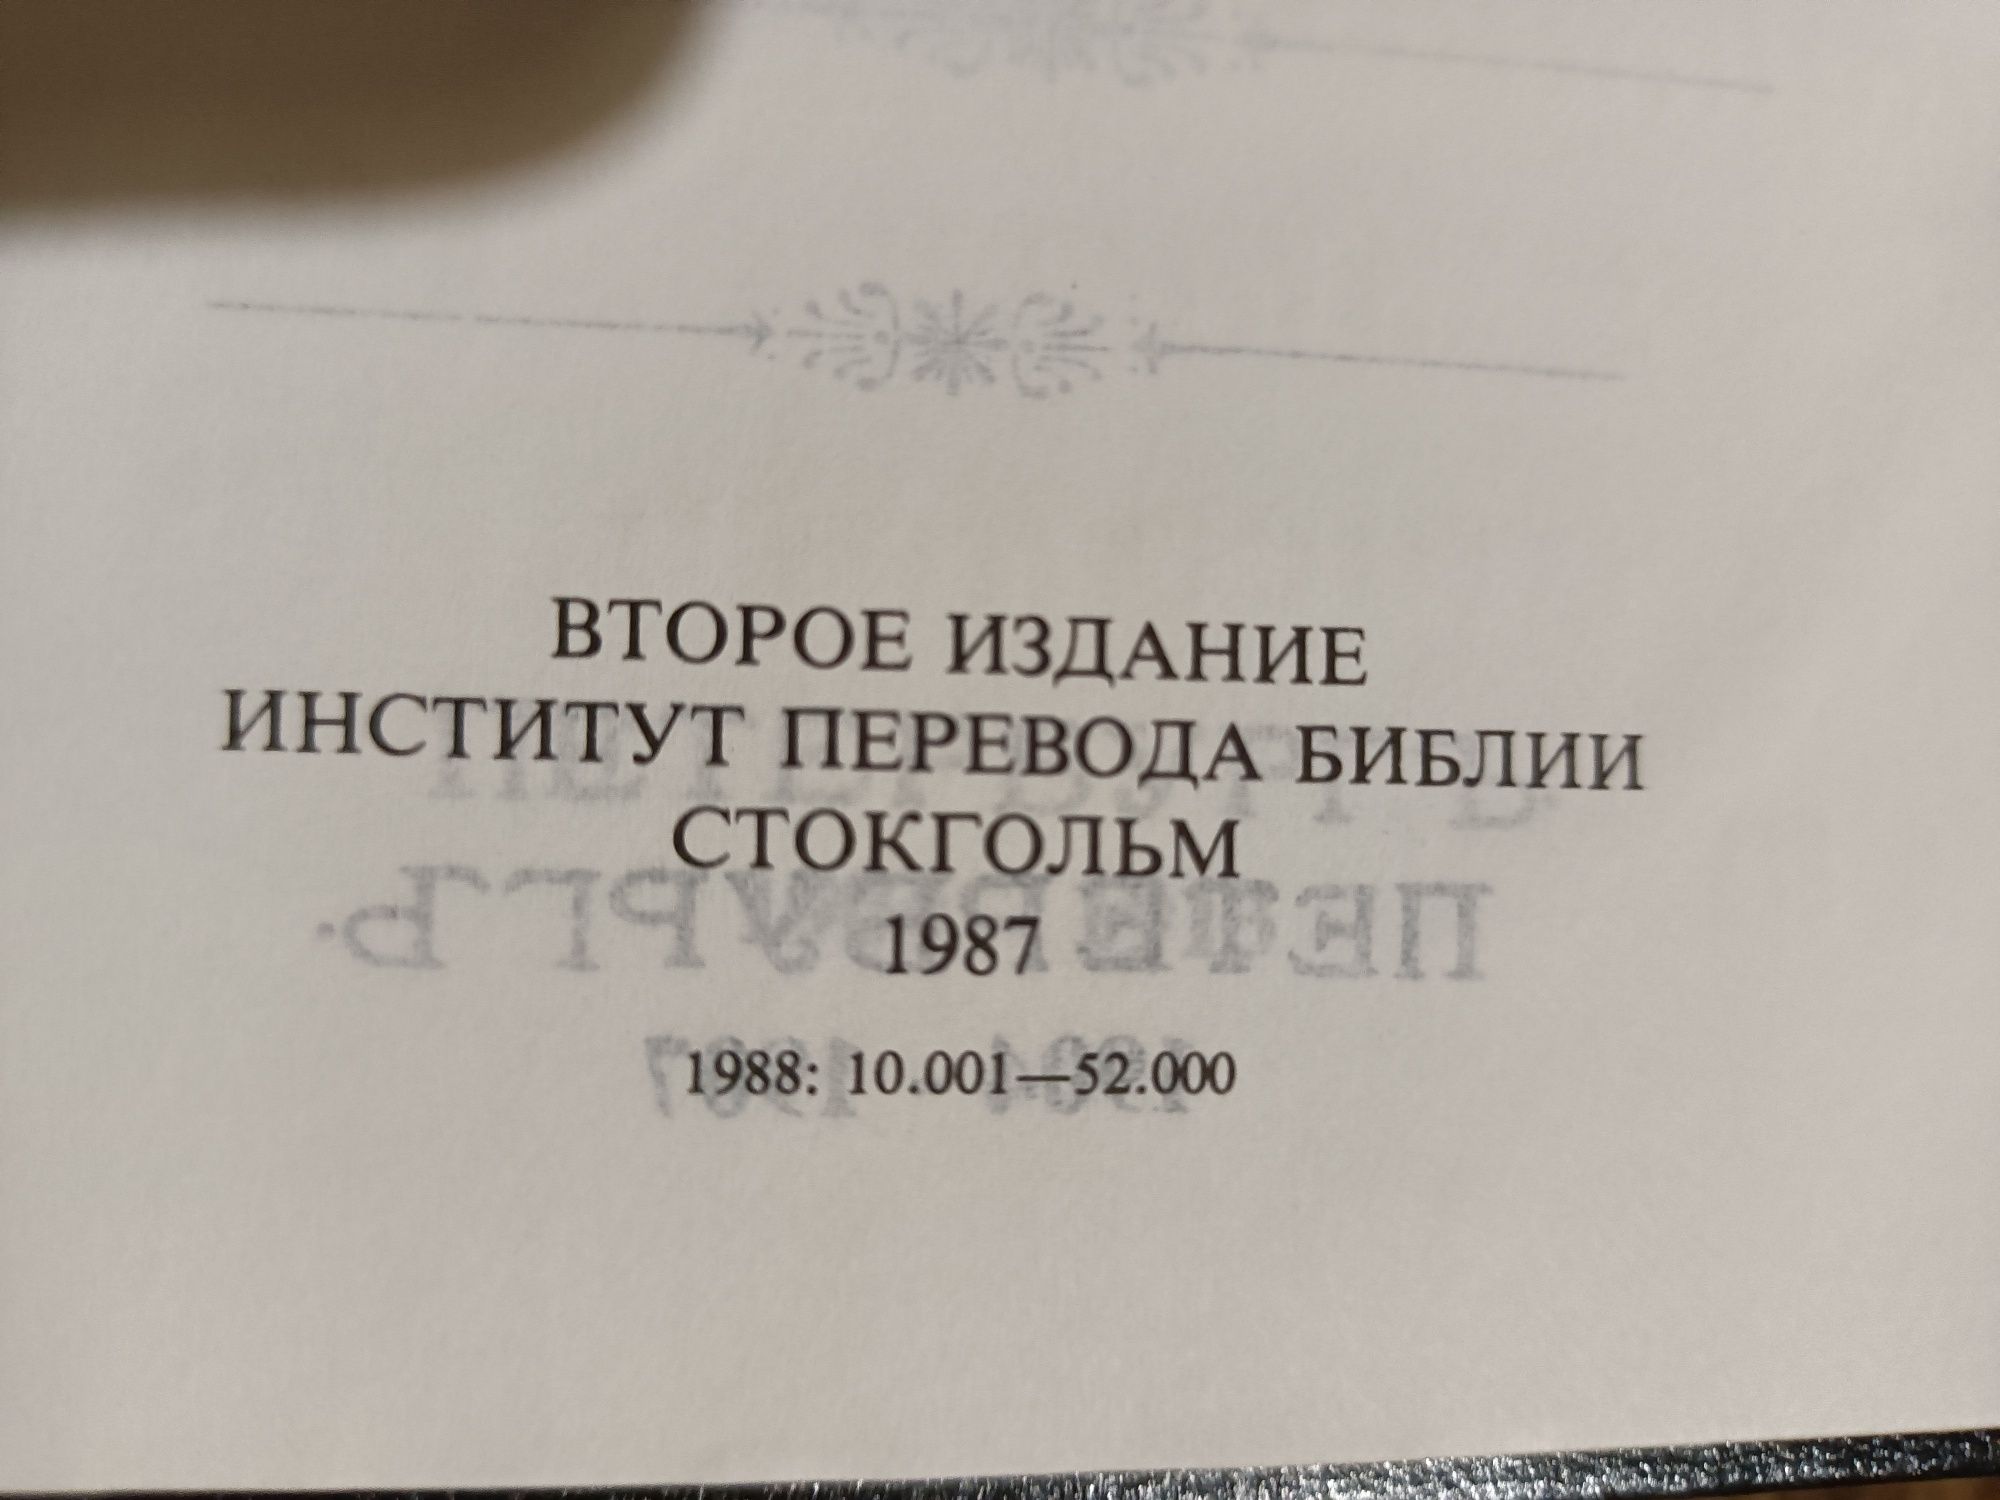 ВТОРОЕ ИЗДАНИЕ
ИНСТИТУТ ПЕРЕВОДА БИБЛИИ
СТОКГОЛЬМ
1987
1988: 10.001—52.000